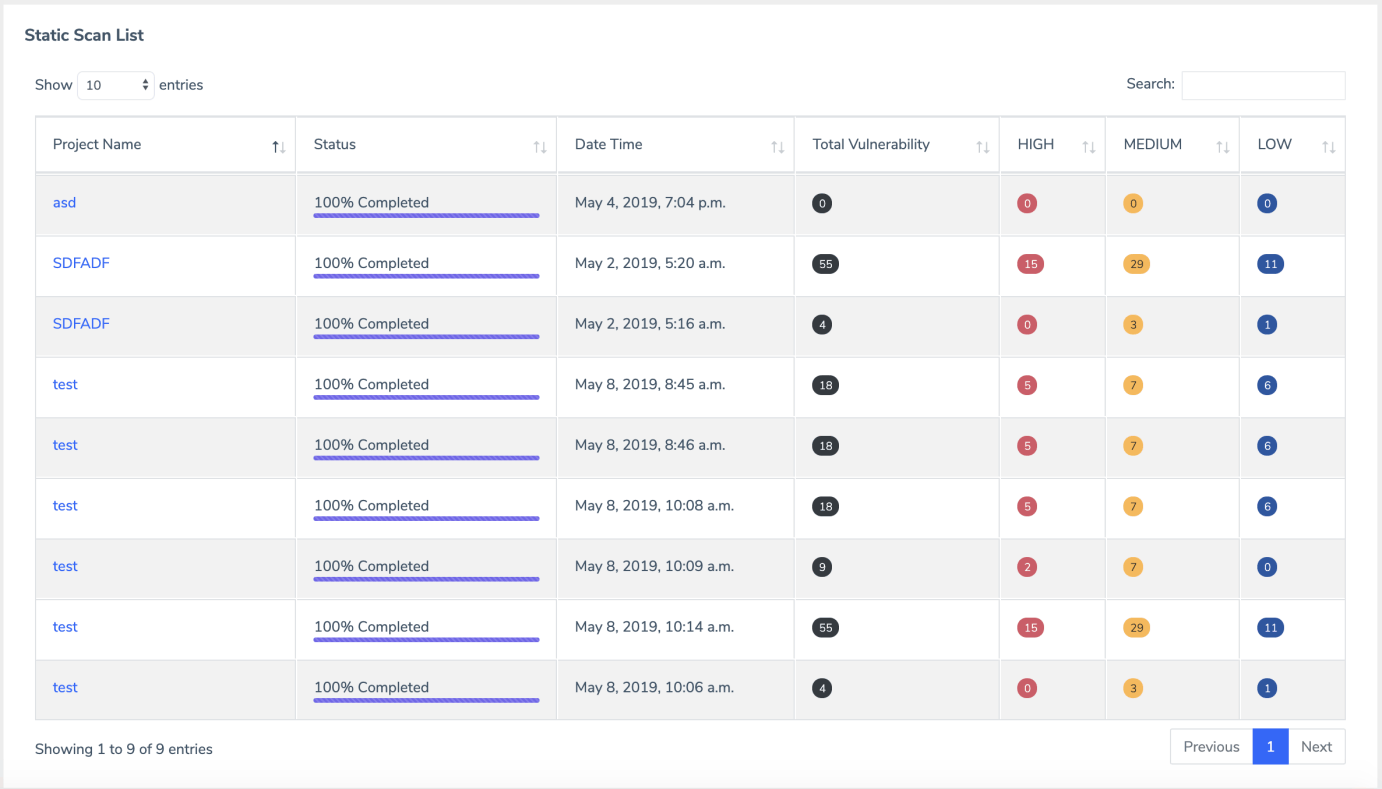 Static Scan List
Show 10 entries Search:
Project Name Status Date Time Total Vulnerability HIGH MEDIUM LOW
asd 100% Completed May 4, 2019, 7:04 p.m. 0 0 0 0
SDFADF 100% Completed May 2, 2019, 5:20 a.m. 55 15 29 11
SDFADF 100% Completed May 2, 2019, 5:16 a.m. 4 0 3 1
test 100% Completed May 8, 2019, 8:45 a.m. 18 5 7 6
test 100% Completed May 8, 2019, 8:46 a.m. 18 5 7 6
test 100% Completed May 8, 2019, 10:08 a.m. 18 5 7 6
test 100% Completed May 8, 2019, 10:09 a.m. 9 2 7 0
test 100% Completed May 8, 2019, 10:14 a.m. 55 15 29 11
test 100% Completed May 8, 2019, 10:06 a.m. 4 0 3 1
Showing 1 to 9 of 9 entries Previous 1 Next